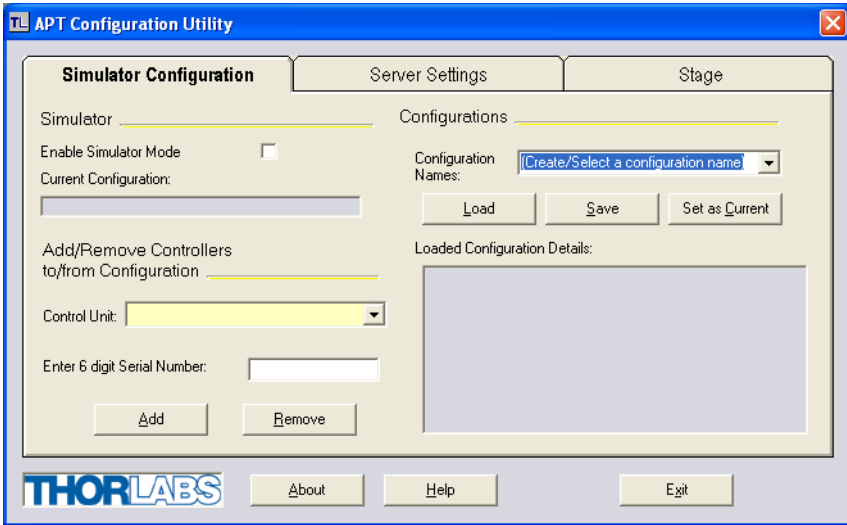 TL APT Configuration Utility
Simulator Configuration
Server Settings
Stage
Simulator
Enable Simulator Mode
Current Configuration:
Add/Remove Controllers
to/from Configuration
Control Unit:
Enter 6 digit Serial Number:
Add
Remove
Configurations
Configuration
Names:
(Create/Select a configuration name)
Load
Save
Set as Current
Loaded Configuration Details:
THORLABS
About
Help
Exit